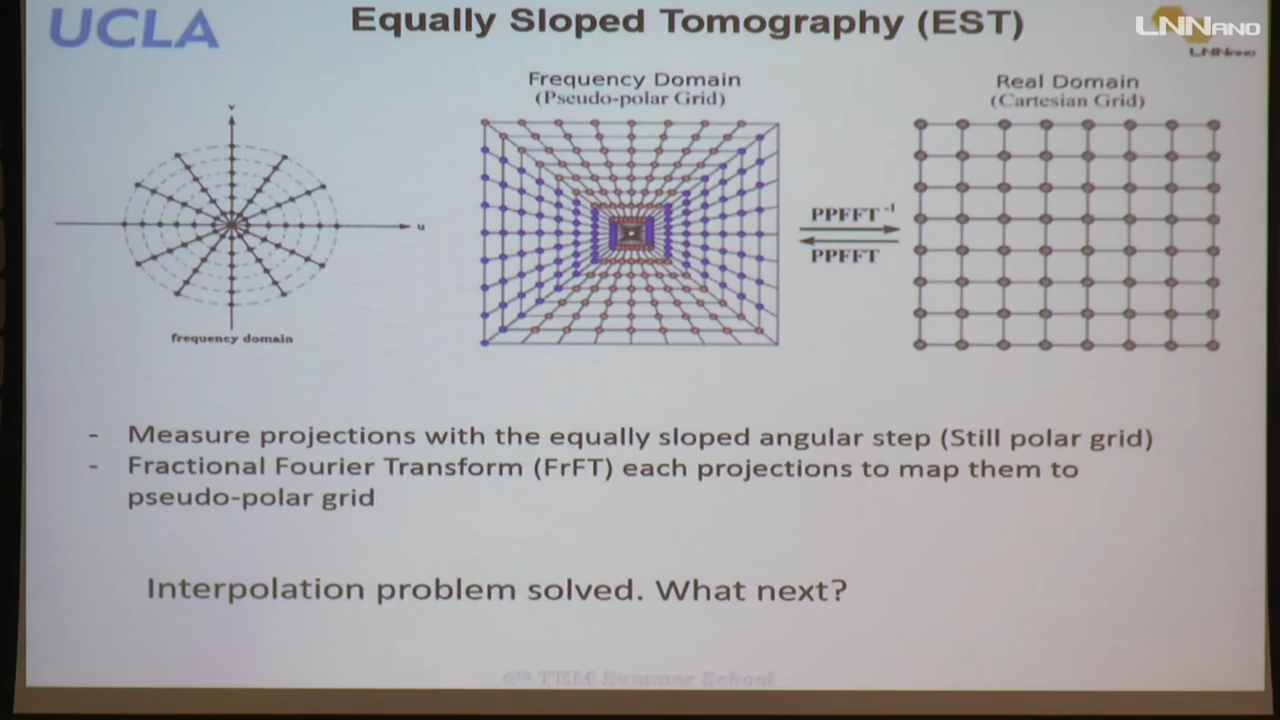 UCLA
Equally Sloped Tomography (EST)
LNNANO
LNNano
Frequency Domain
(Pseudo-polar Grid)
Real Domain
(Cartesian Grid)
v
u
frequency domain
PPFFT -1
PPFFT
- Measure projections with the equally sloped angular step (Still polar grid)
- Fractional Fourier Transform (FrFT) each projections to map them to
pseudo-polar grid
Interpolation problem solved. What next?
6th TEM Summer School